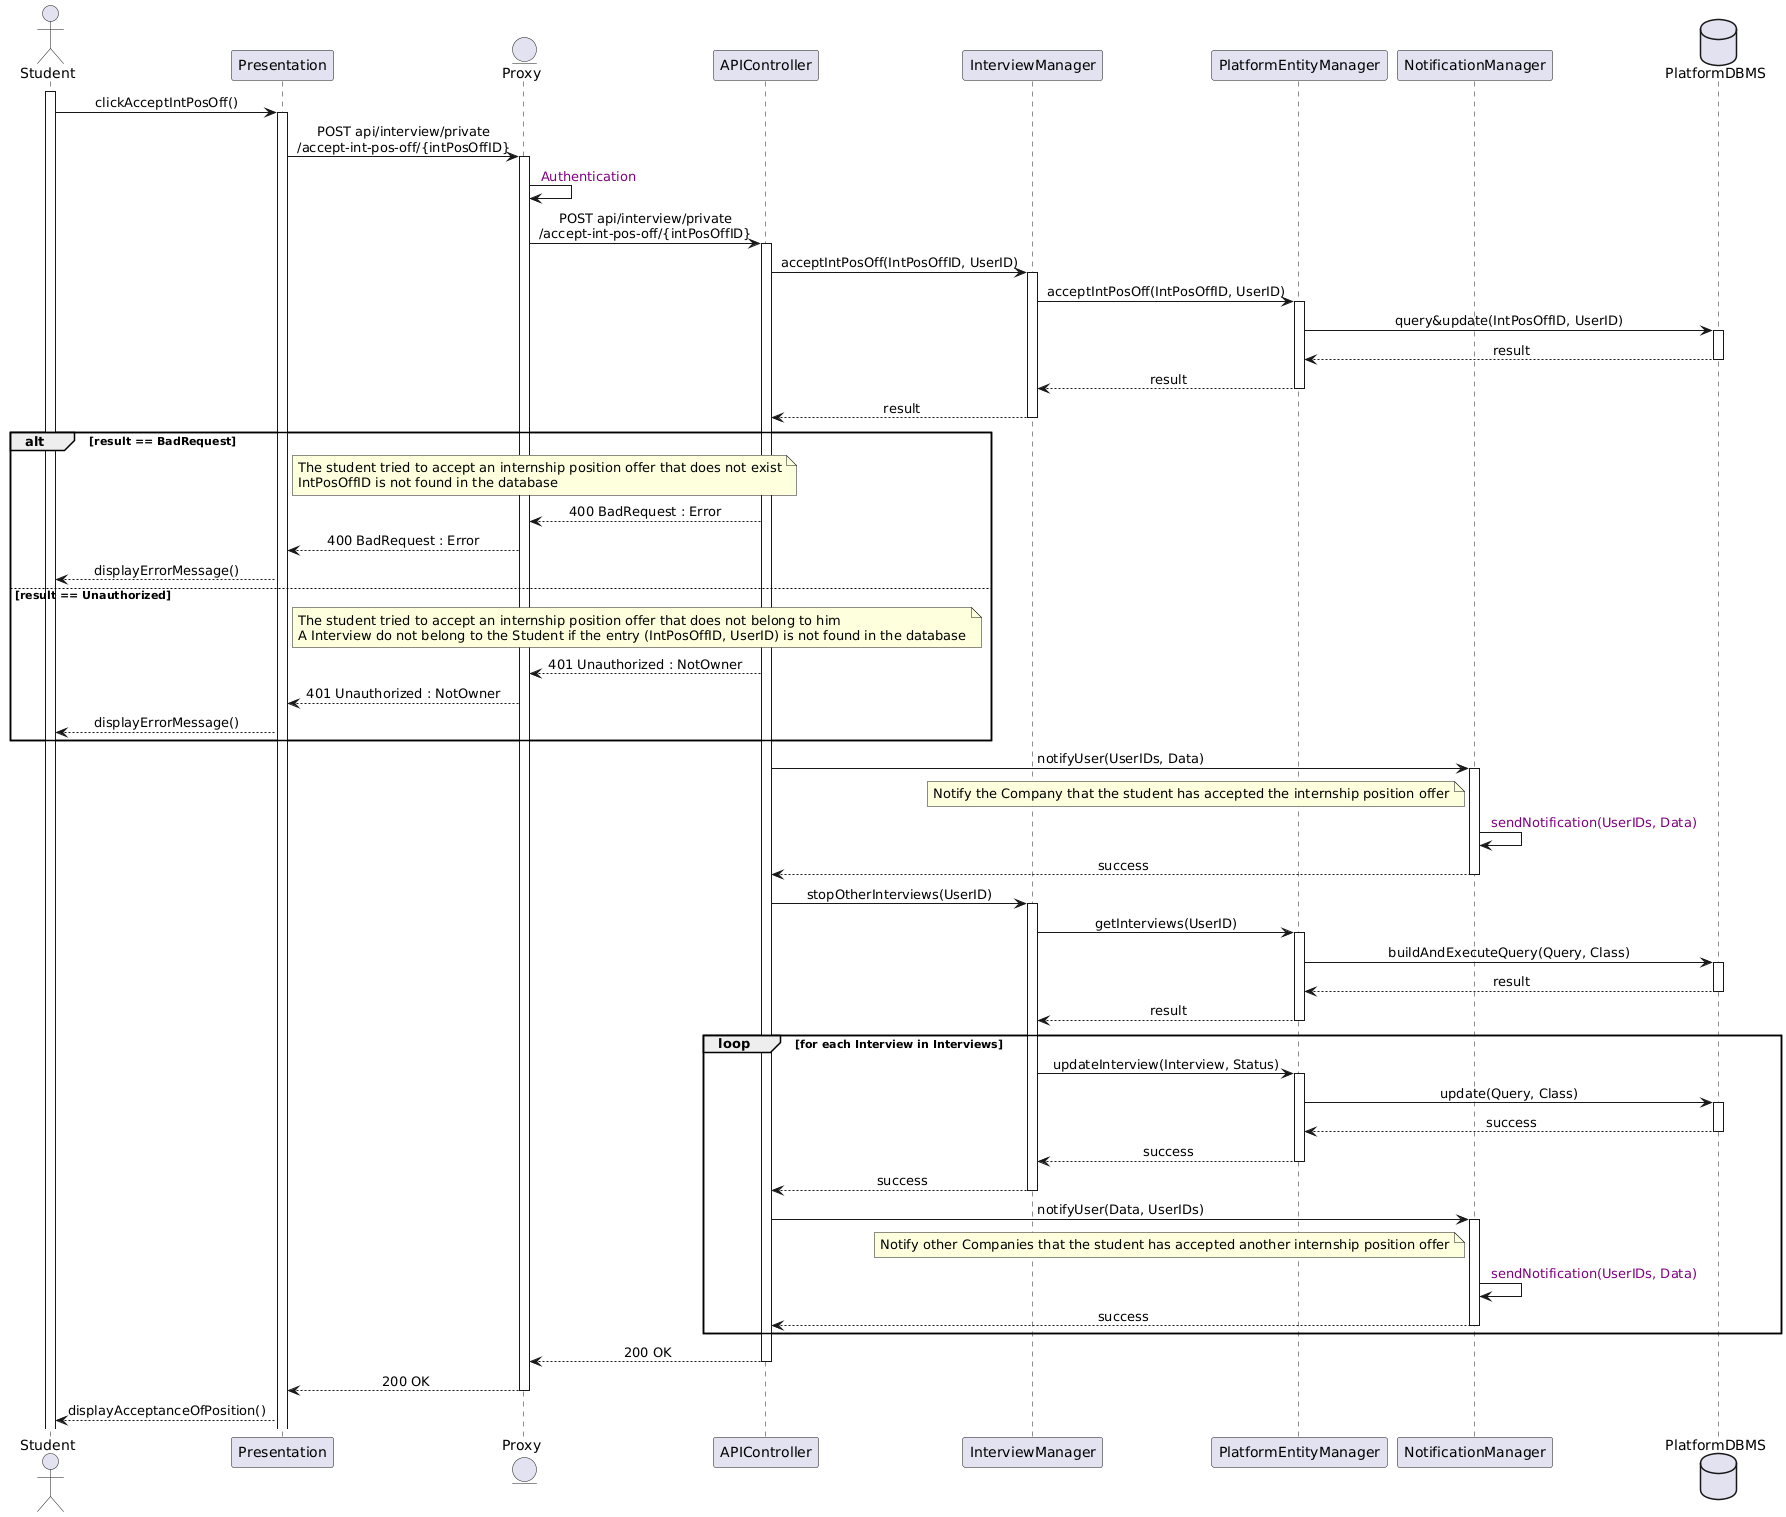 Student
Presentation
Proxy
APIController
InterviewManager
PlatformEntityManager
NotificationManager
PlatformDBMS
clickAcceptIntPosOff()
POST api/interview/private
/accept-int-pos-off/{intPosOffID}
Authentication
POST api/interview/private
/accept-int-pos-off/{intPosOffID}
acceptIntPosOff(IntPosOffID, UserID)
acceptIntPosOff(IntPosOffID, UserID)
query&update(IntPosOffID, UserID)
result
result
result
alt
[result == BadRequest]
The student tried to accept an internship position offer that does not exist
IntPosOffID is not found in the database
400 BadRequest : Error
400 BadRequest : Error
displayErrorMessage()
[result == Unauthorized]
The student tried to accept an internship position offer that does not belong to him
A Interview do not belong to the Student if the entry (IntPosOffID, UserID) is not found in the database
401 Unauthorized : NotOwner
401 Unauthorized : NotOwner
displayErrorMessage()
notifyUser(UserIDs, Data)
Notify the Company that the student has accepted the internship position offer
sendNotification(UserIDs, Data)
success
stopOtherInterviews(UserID)
getInterviews(UserID)
buildAndExecuteQuery(Query, Class)
result
result
loop
[for each Interview in Interviews]
updateInterview(Interview, Status)
update(Query, Class)
success
success
success
notifyUser(Data, UserIDs)
Notify other Companies that the student has accepted another internship position offer
sendNotification(UserIDs, Data)
success
200 OK
200 OK
displayAcceptanceOfPosition()
Student
Presentation
Proxy
APIController
InterviewManager
PlatformEntityManager
NotificationManager
PlatformDBMS